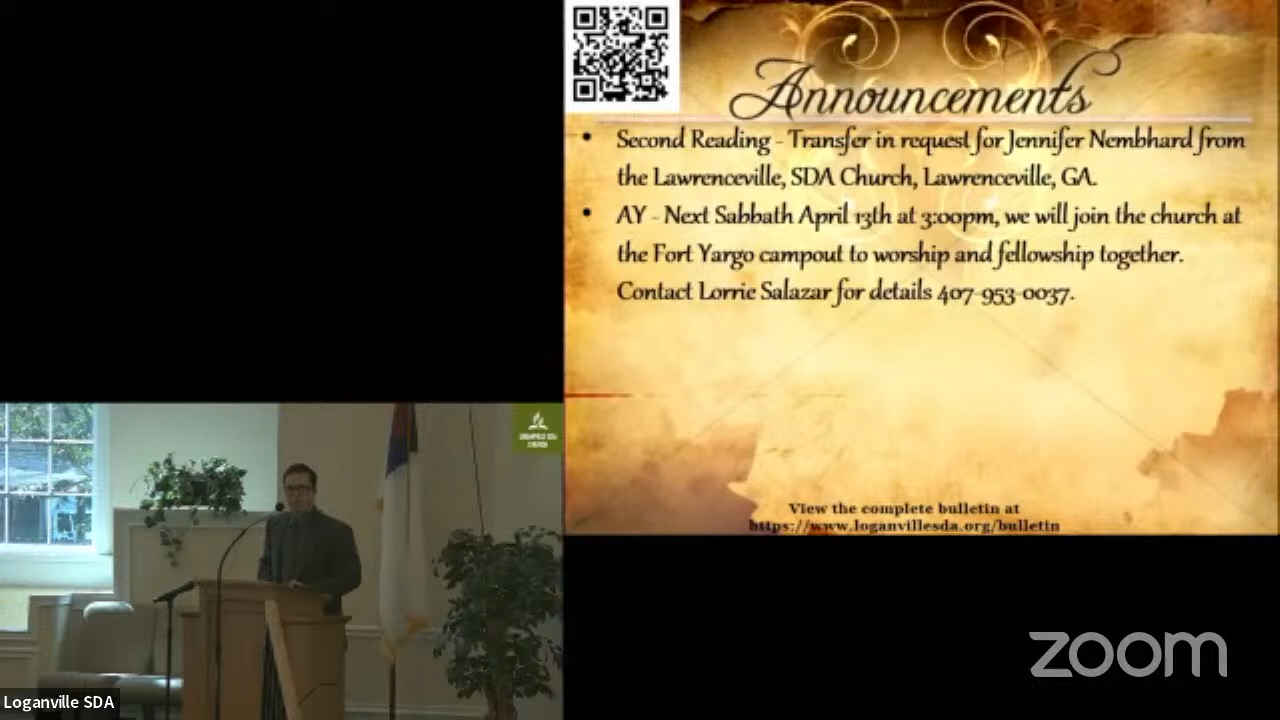 Announcements
• Second Reading - Transfer in request for Jennifer Nembhard from
the Lawrenceville, SDA Church, Lawrenceville, GA.
• AY - Next Sabbath April 13th at 3:00pm, we will join the church at
the Fort Yargo campout to worship and fellowship together.
Contact Lorrie Salazar for details 407-953-0037.
View the complete bulletin at
https://www.loganvillesda.org/bulletin
LOGANVILLE SDA
CHURCH
Loganville SDA
zoom